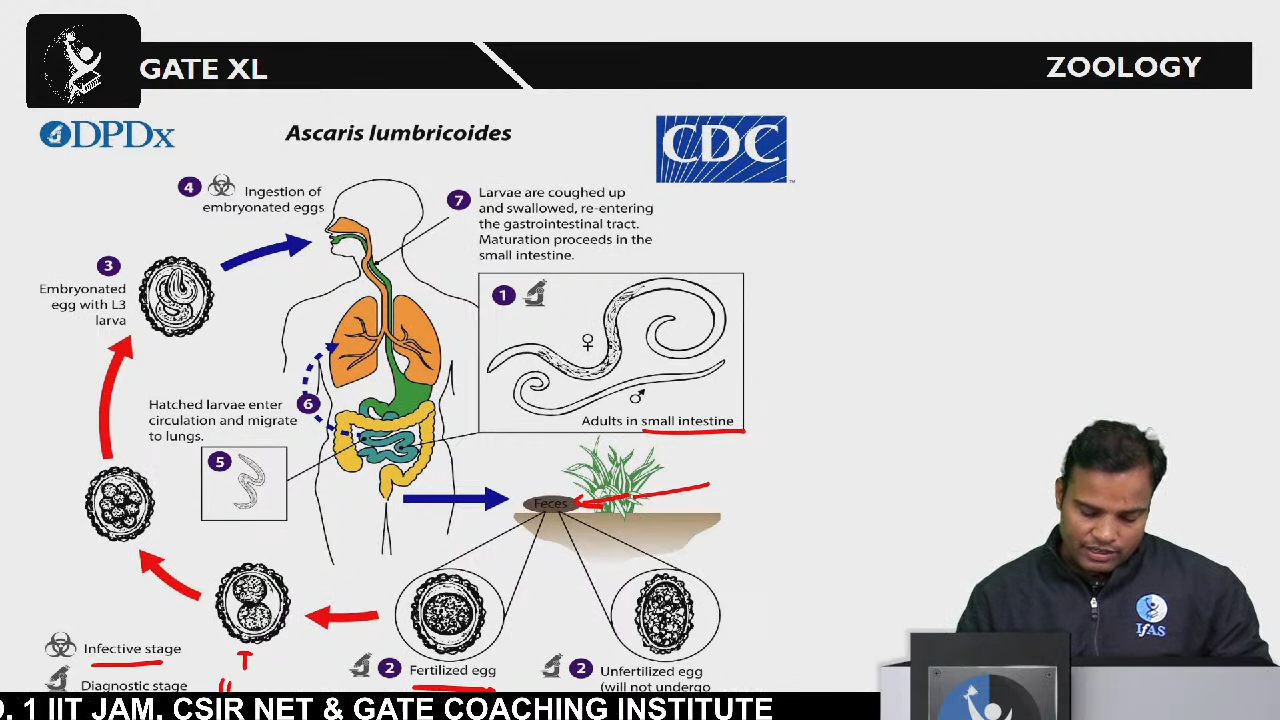 GATE XL
ZOOLOGY
DPDx
Ascaris lumbricoides
CDC
4
Ingestion of
embryonated eggs
7
Larvae are coughed up
and swallowed, re-entering
the gastrointestinal tract.
Maturation proceeds in the
small intestine.
3
Embryonated
egg with L3
larva
1
♀
♂
Adults in small intestine
6
Hatched larvae enter
circulation and migrate
to lungs.
5
Feces
Infective stage
Diagnostic stage
2
Fertilized egg
2
Unfertilized egg
(will not undergo
IFAS
. 1 IIT JAM, CSIR NET & GATE COACHING INSTITUTE